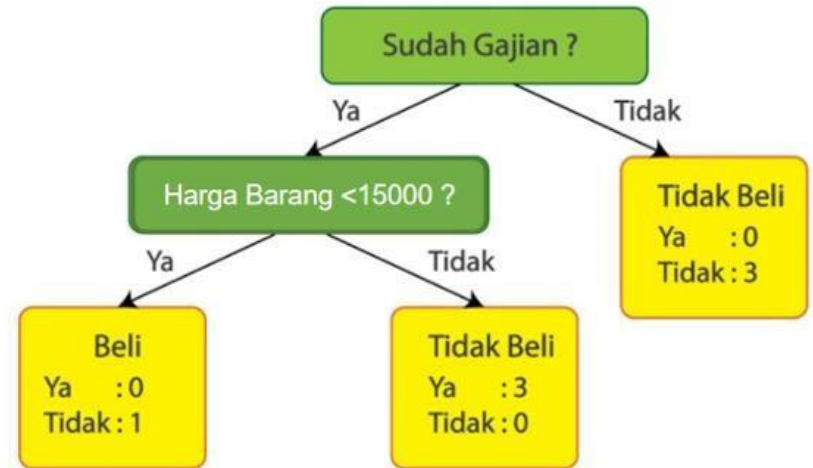 Sudah Gajian ?
Ya
Tidak
Harga Barang <15000 ?
Tidak Beli
Ya : 0
Tidak : 3
Ya
Tidak
Beli
Ya : 0
Tidak : 1
Tidak Beli
Ya : 3
Tidak : 0